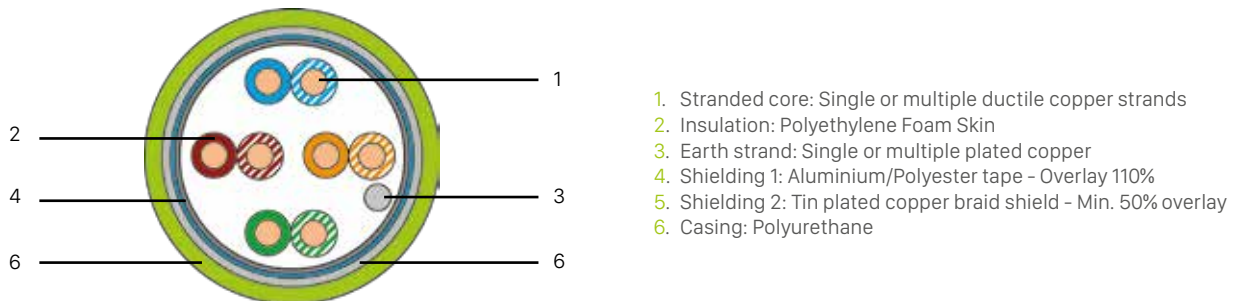 1
2
3
4
6
6
1. Stranded core: Single or multiple ductile copper strands
2. Insulation: Polyethylene Foam Skin
3. Earth strand: Single or multiple plated copper
4. Shielding 1: Aluminium/Polyester tape - Overlay 110%
5. Shielding 2: Tin plated copper braid shield - Min. 50% overlay
6. Casing: Polyurethane